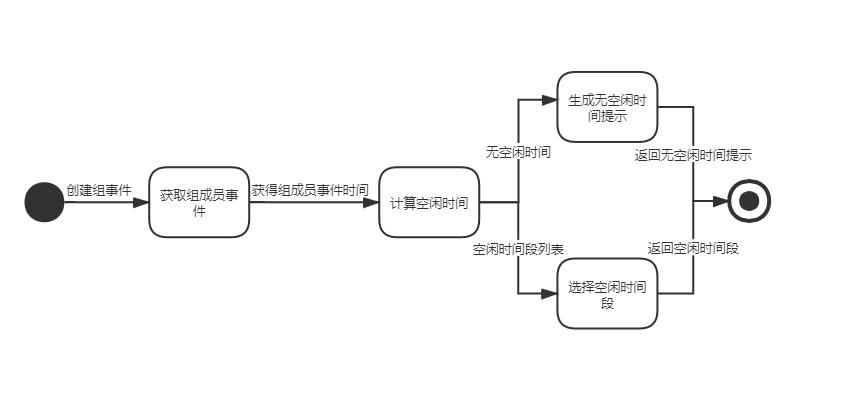 创建组事件
获取组成员事
件
获得组成员事件时间
计算空闲时间
无空闲时间
空闲时间段列表
生成无空闲时
间提示
选择空闲时间
段
返回无空闲时间提示
返回空闲时间段